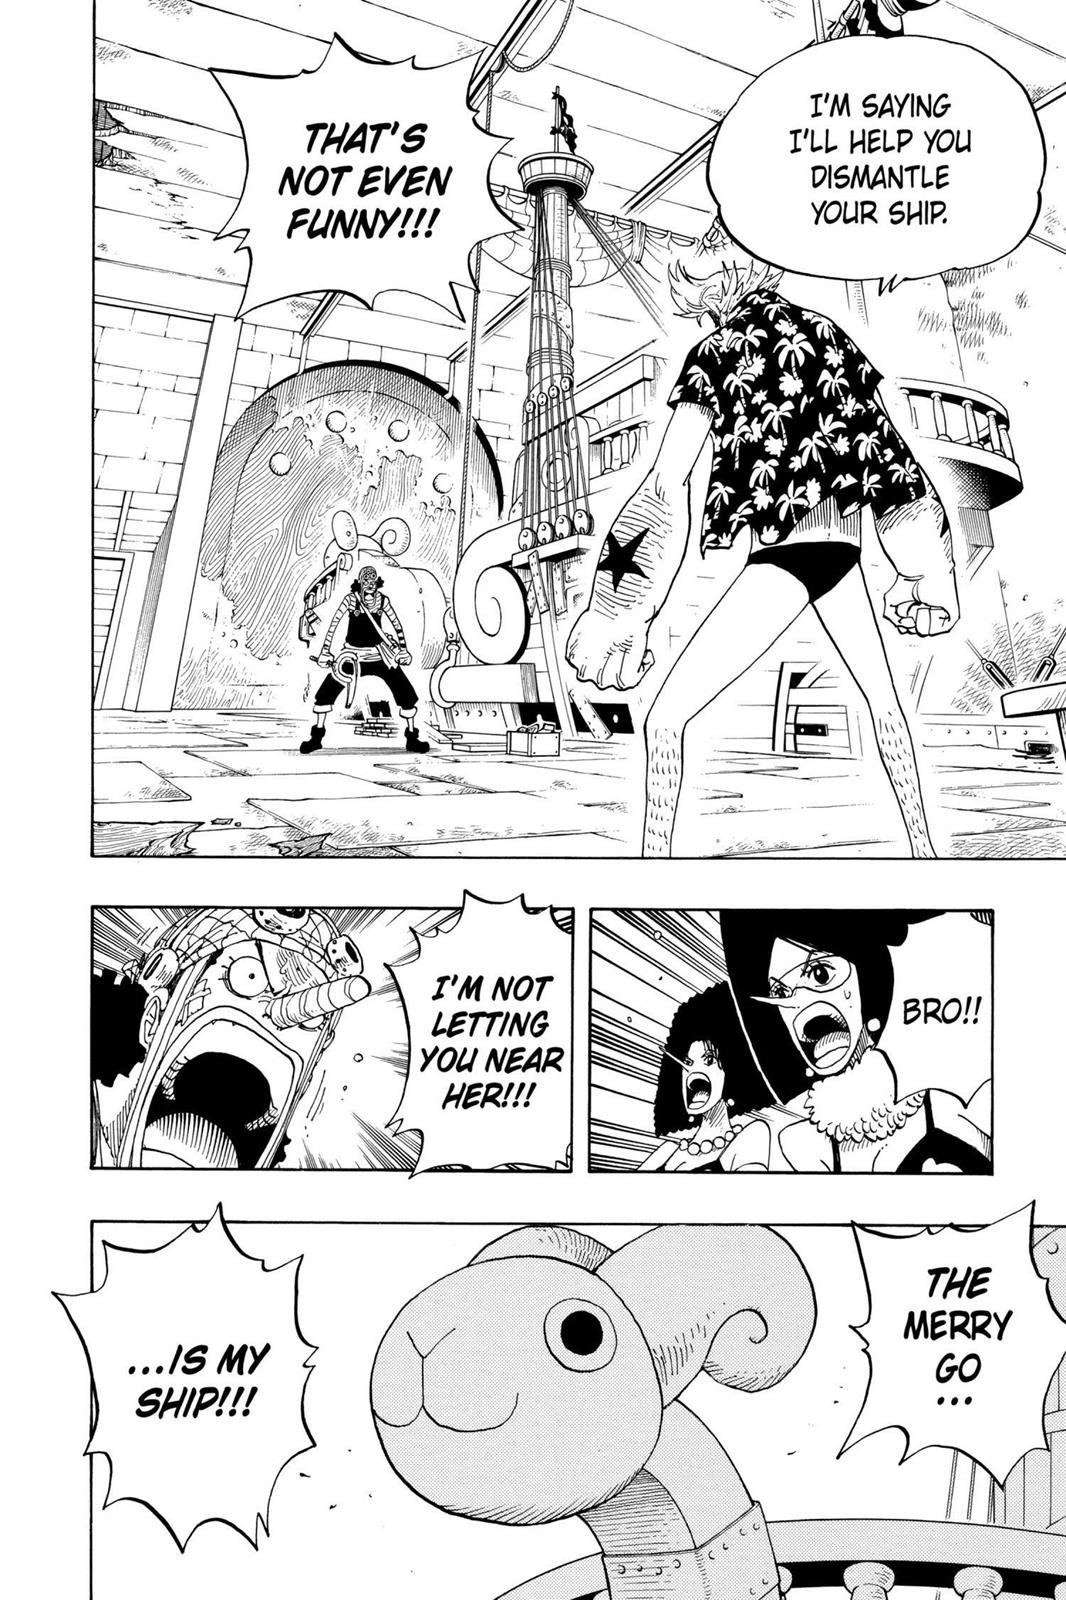 I'M SAYING
I'LL HELP YOU
DISMANTLE
YOUR SHIP.
THAT'S
NOT EVEN
FUNNY!!!
BRO!!
I'M NOT
LETTING
YOU NEAR
HER!!!
THE
MERRY
GO
...
...IS MY
SHIP!!!